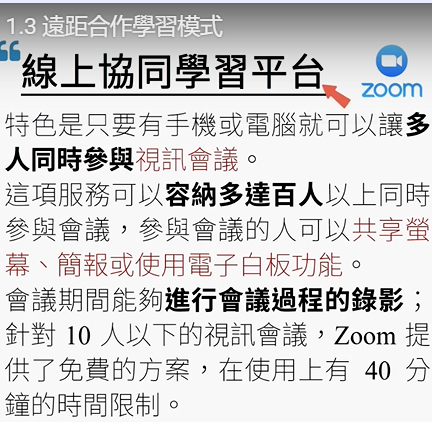 1.3 遠距合作學習模式
線上協同學習平台
zoom
特色是只要有手機或電腦就可以讓多
人同時參與視訊會議。
這項服務可以容納多達百人以上同時
參與會議，參與會議的人可以共享螢
幕、簡報或使用電子白板功能。
會議期間能夠進行會議過程的錄影；
針對 10 人以下的視訊會議，Zoom 提
供了免費的方案，在使用上有 40 分
鐘的時間限制。